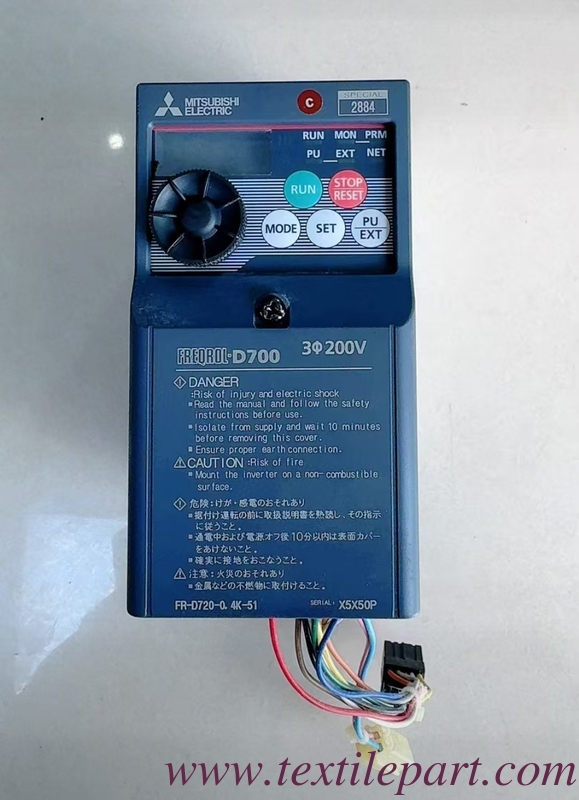 MITSUBISHI
ELECTRIC
C
SPECIAL
2884
RUN MON PRM
PU EXT NET
RUN
STOP
RESET
MODE
SET
PU
EXT
FREQROL-D700 3Φ200V
DANGER
:Risk of injury and electric shock
Read the manual and follow the safety
instructions before use.
Isolate from supply and wait 10 minutes
before removing this cover.
Ensure proper earth connection.
CAUTION :Risk of fire
Mount the inverter on a non-combustible
surface.
危険:けが・感電のおそれあり
据付け運転の前に取扱説明書を熟読し、その指示
に従うこと。
通電中および電源オフ後10分以内は表面カバー
をあけないこと。
確実に接地をおこなうこと。
注意:火災のおそれあり
金属などの不燃物に取付けること。
FR-D720-0.4K-51 SERIAL: X5X50P
www.textilepart.com